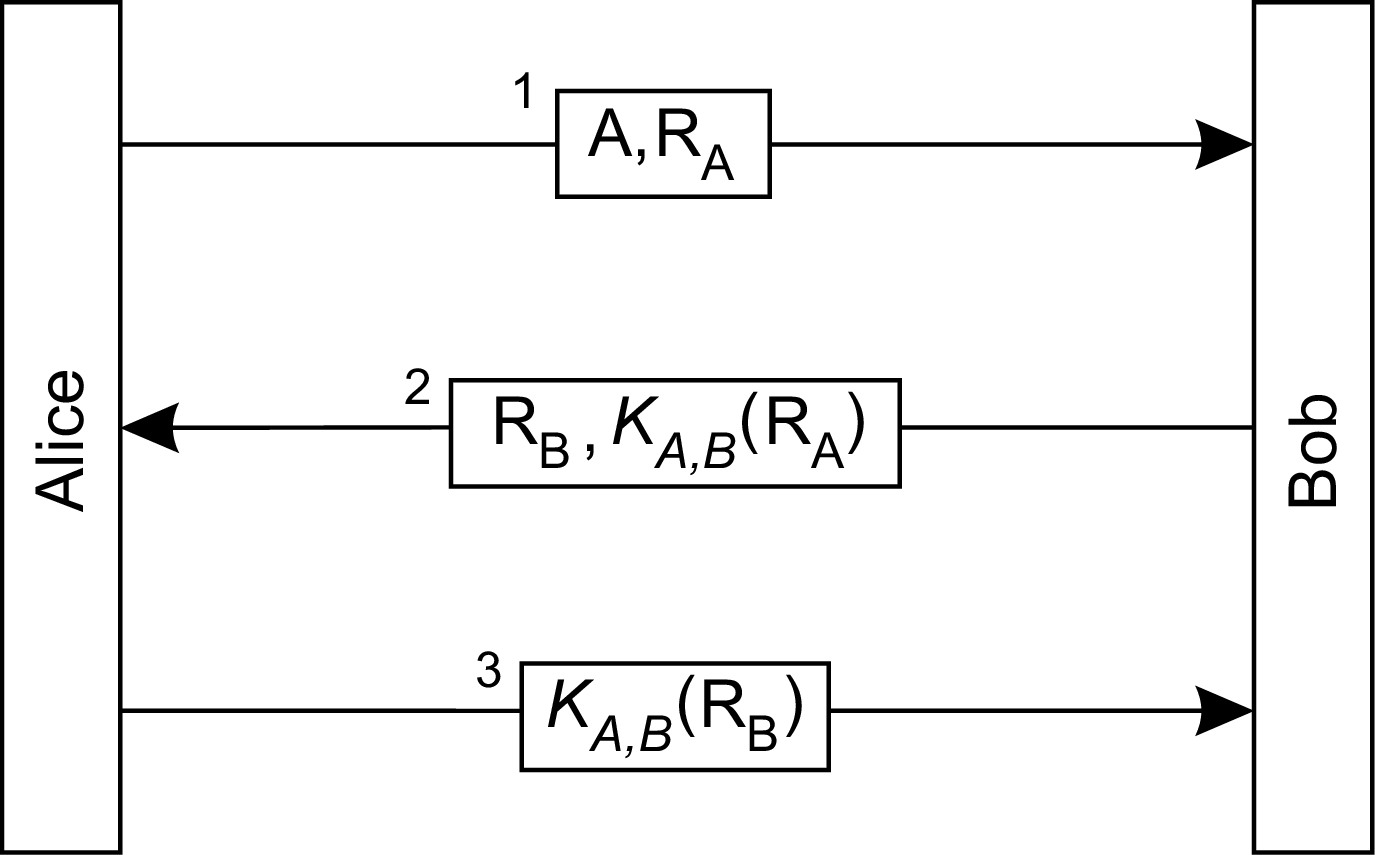 1
A,R_A
Alice
2
R_B , K_A,B(R_A)
Bob
3
K_A,B(R_B)